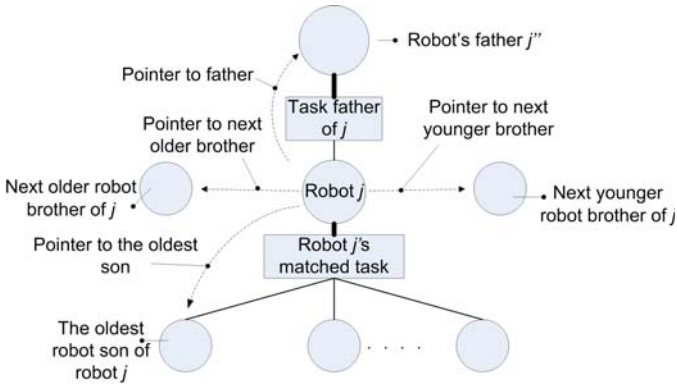 Robot's father j''
Pointer to father
Task father
of j
Pointer to next
older brother
Pointer to next
younger brother
Next older robot
brother of j
Robot j
Next younger
robot brother of j
Pointer to the oldest
son
Robot j's
matched task
The oldest
robot son of
robot j
. . . .